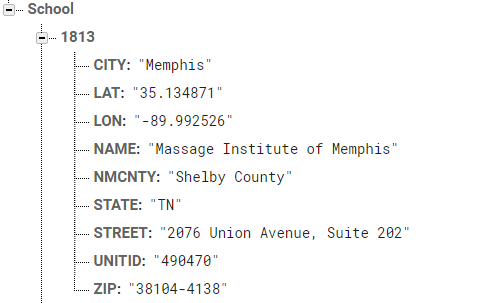 School
1813
CITY: "Memphis"
LAT: "35.134871"
LON: "-89.992526"
NAME: "Massage Institute of Memphis"
NMCNTY: "Shelby County"
STATE: "TN"
STREET: "2076 Union Avenue, Suite 202"
UNITID: "490470"
ZIP: "38104-4138"